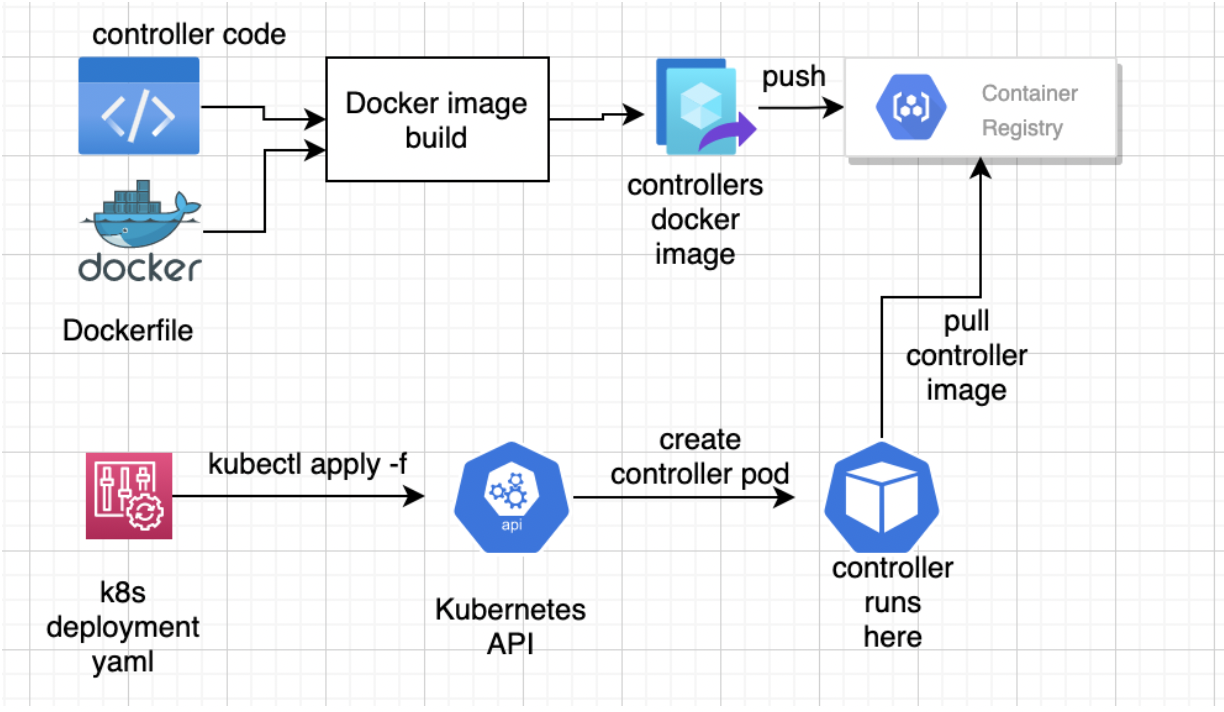 controller code
Docker image
build
push
Container
Registry
controllers
docker
image
docker
Dockerfile
pull
controller
image
kubectl apply -f
create
controller pod
api
k8s
deployment
yaml
Kubernetes
API
controller
runs
here